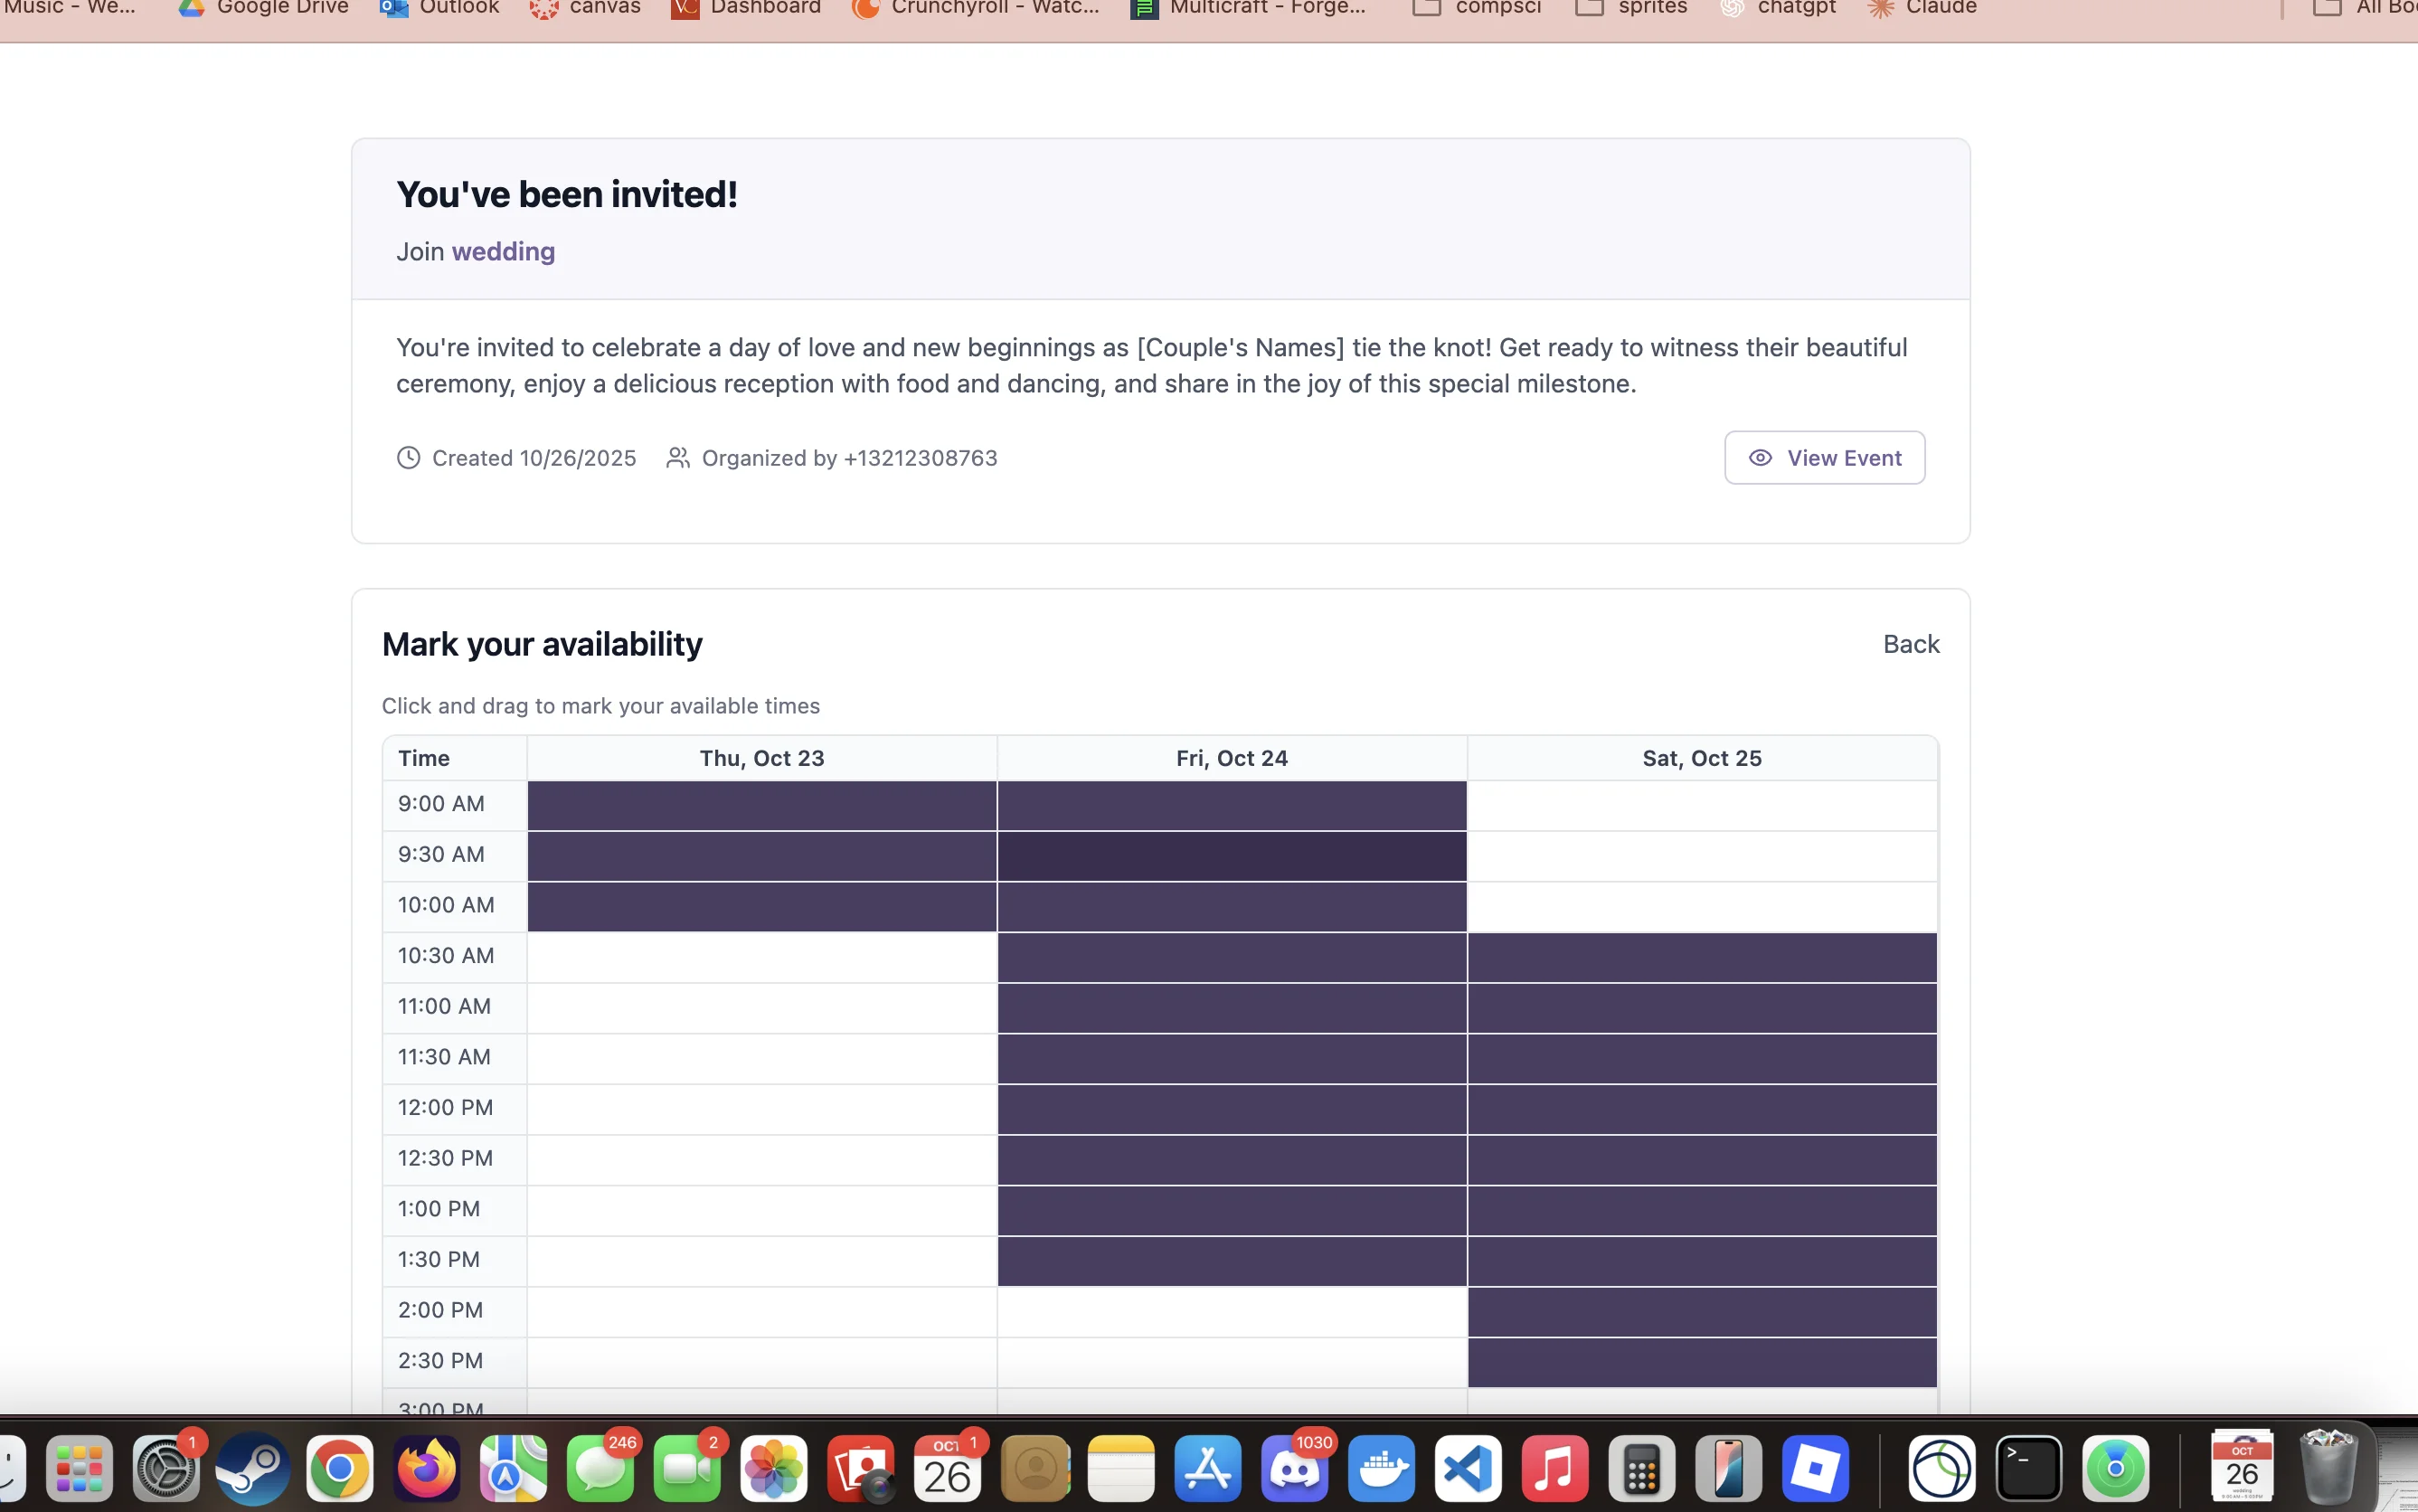 Music - We...
Google Drive
Outlook
canvas
Dashboard
Crunchyroll - Watc...
Multicraft - Forge...
compsci
sprites
chatgpt
Claude
You've been invited!
Join wedding
You're invited to celebrate a day of love and new beginnings as [Couple's Names] tie the knot! Get ready to witness their beautiful
ceremony, enjoy a delicious reception with food and dancing, and share in the joy of this special milestone.
Created 10/26/2025
Organized by +13212308763
View Event
Mark your availability
Back
Click and drag to mark your available times
Time
Thu, Oct 23
Fri, Oct 24
Sat, Oct 25
9:00 AM
9:30 AM
10:00 AM
10:30 AM
11:00 AM
11:30 AM
12:00 PM
12:30 PM
1:00 PM
1:30 PM
2:00 PM
2:30 PM
3:00 PM
1
246
2
OCT
1
26
1030
OCT
26